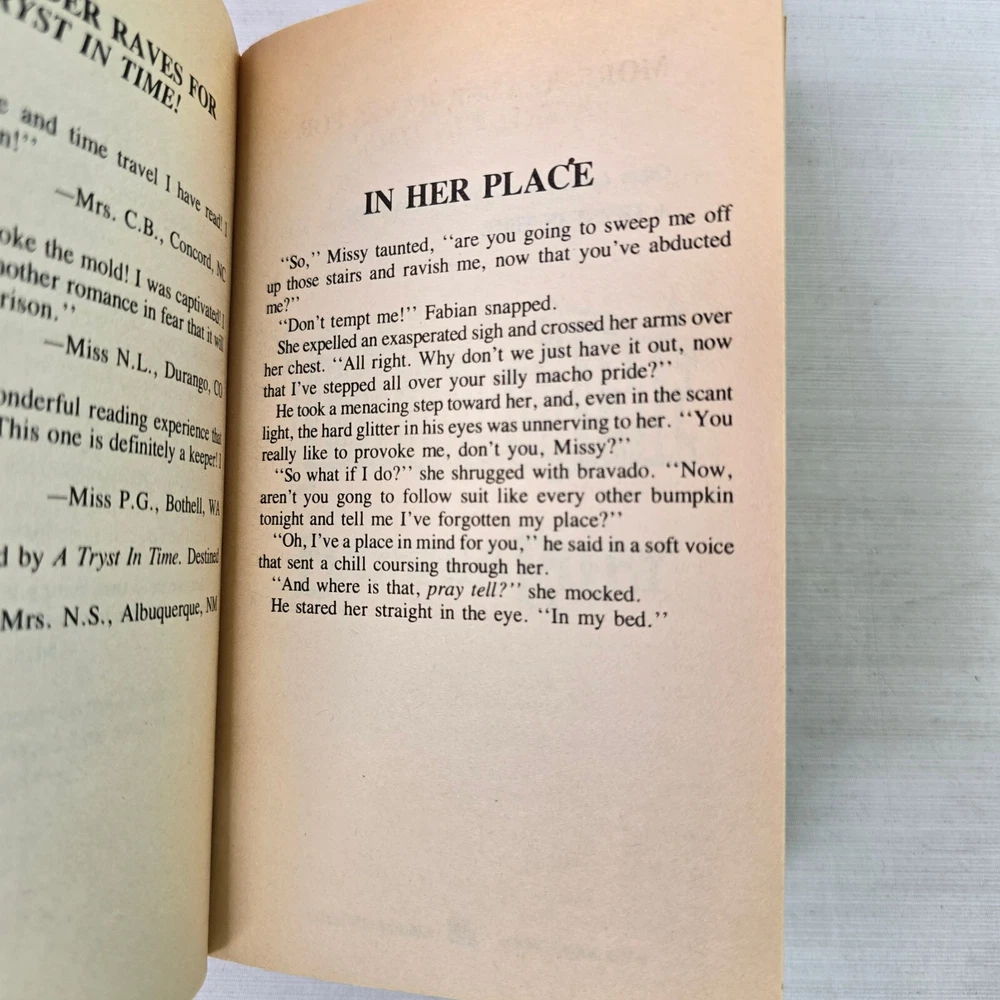 DER RAVES FOR
RYST IN TIME!
and time travel I have read! I
n!''
—Mrs. C.B., Concord, NC
oke the mold! I was captivated! I
nother romance in fear that it will
rison.''
—Miss N.L., Durango, CO
onderful reading experience that
This one is definitely a keeper! I
—Miss P.G., Bothell, WA
d by A Tryst In Time. Destined
Mrs. N.S., Albuquerque, NM
IN HER PLACE
''So,'' Missy taunted, ''are you going to sweep me off
up those stairs and ravish me, now that you've abducted
me?''
''Don't tempt me!'' Fabian snapped.
She expelled an exasperated sigh and crossed her arms over
her chest. ''All right. Why don't we just have it out, now
that I've stepped all over your silly macho pride?''
He took a menacing step toward her, and, even in the scant
light, the hard glitter in his eyes was unnerving to her. ''You
really like to provoke me, don't you, Missy?''
''So what if I do?'' she shrugged with bravado. ''Now,
aren't you gong to follow suit like every other bumpkin
tonight and tell me I've forgotten my place?''
''Oh, I've a place in mind for you,'' he said in a soft voice
that sent a chill coursing through her.
''And where is that, pray tell?'' she mocked.
He stared her straight in the eye. ''In my bed.''